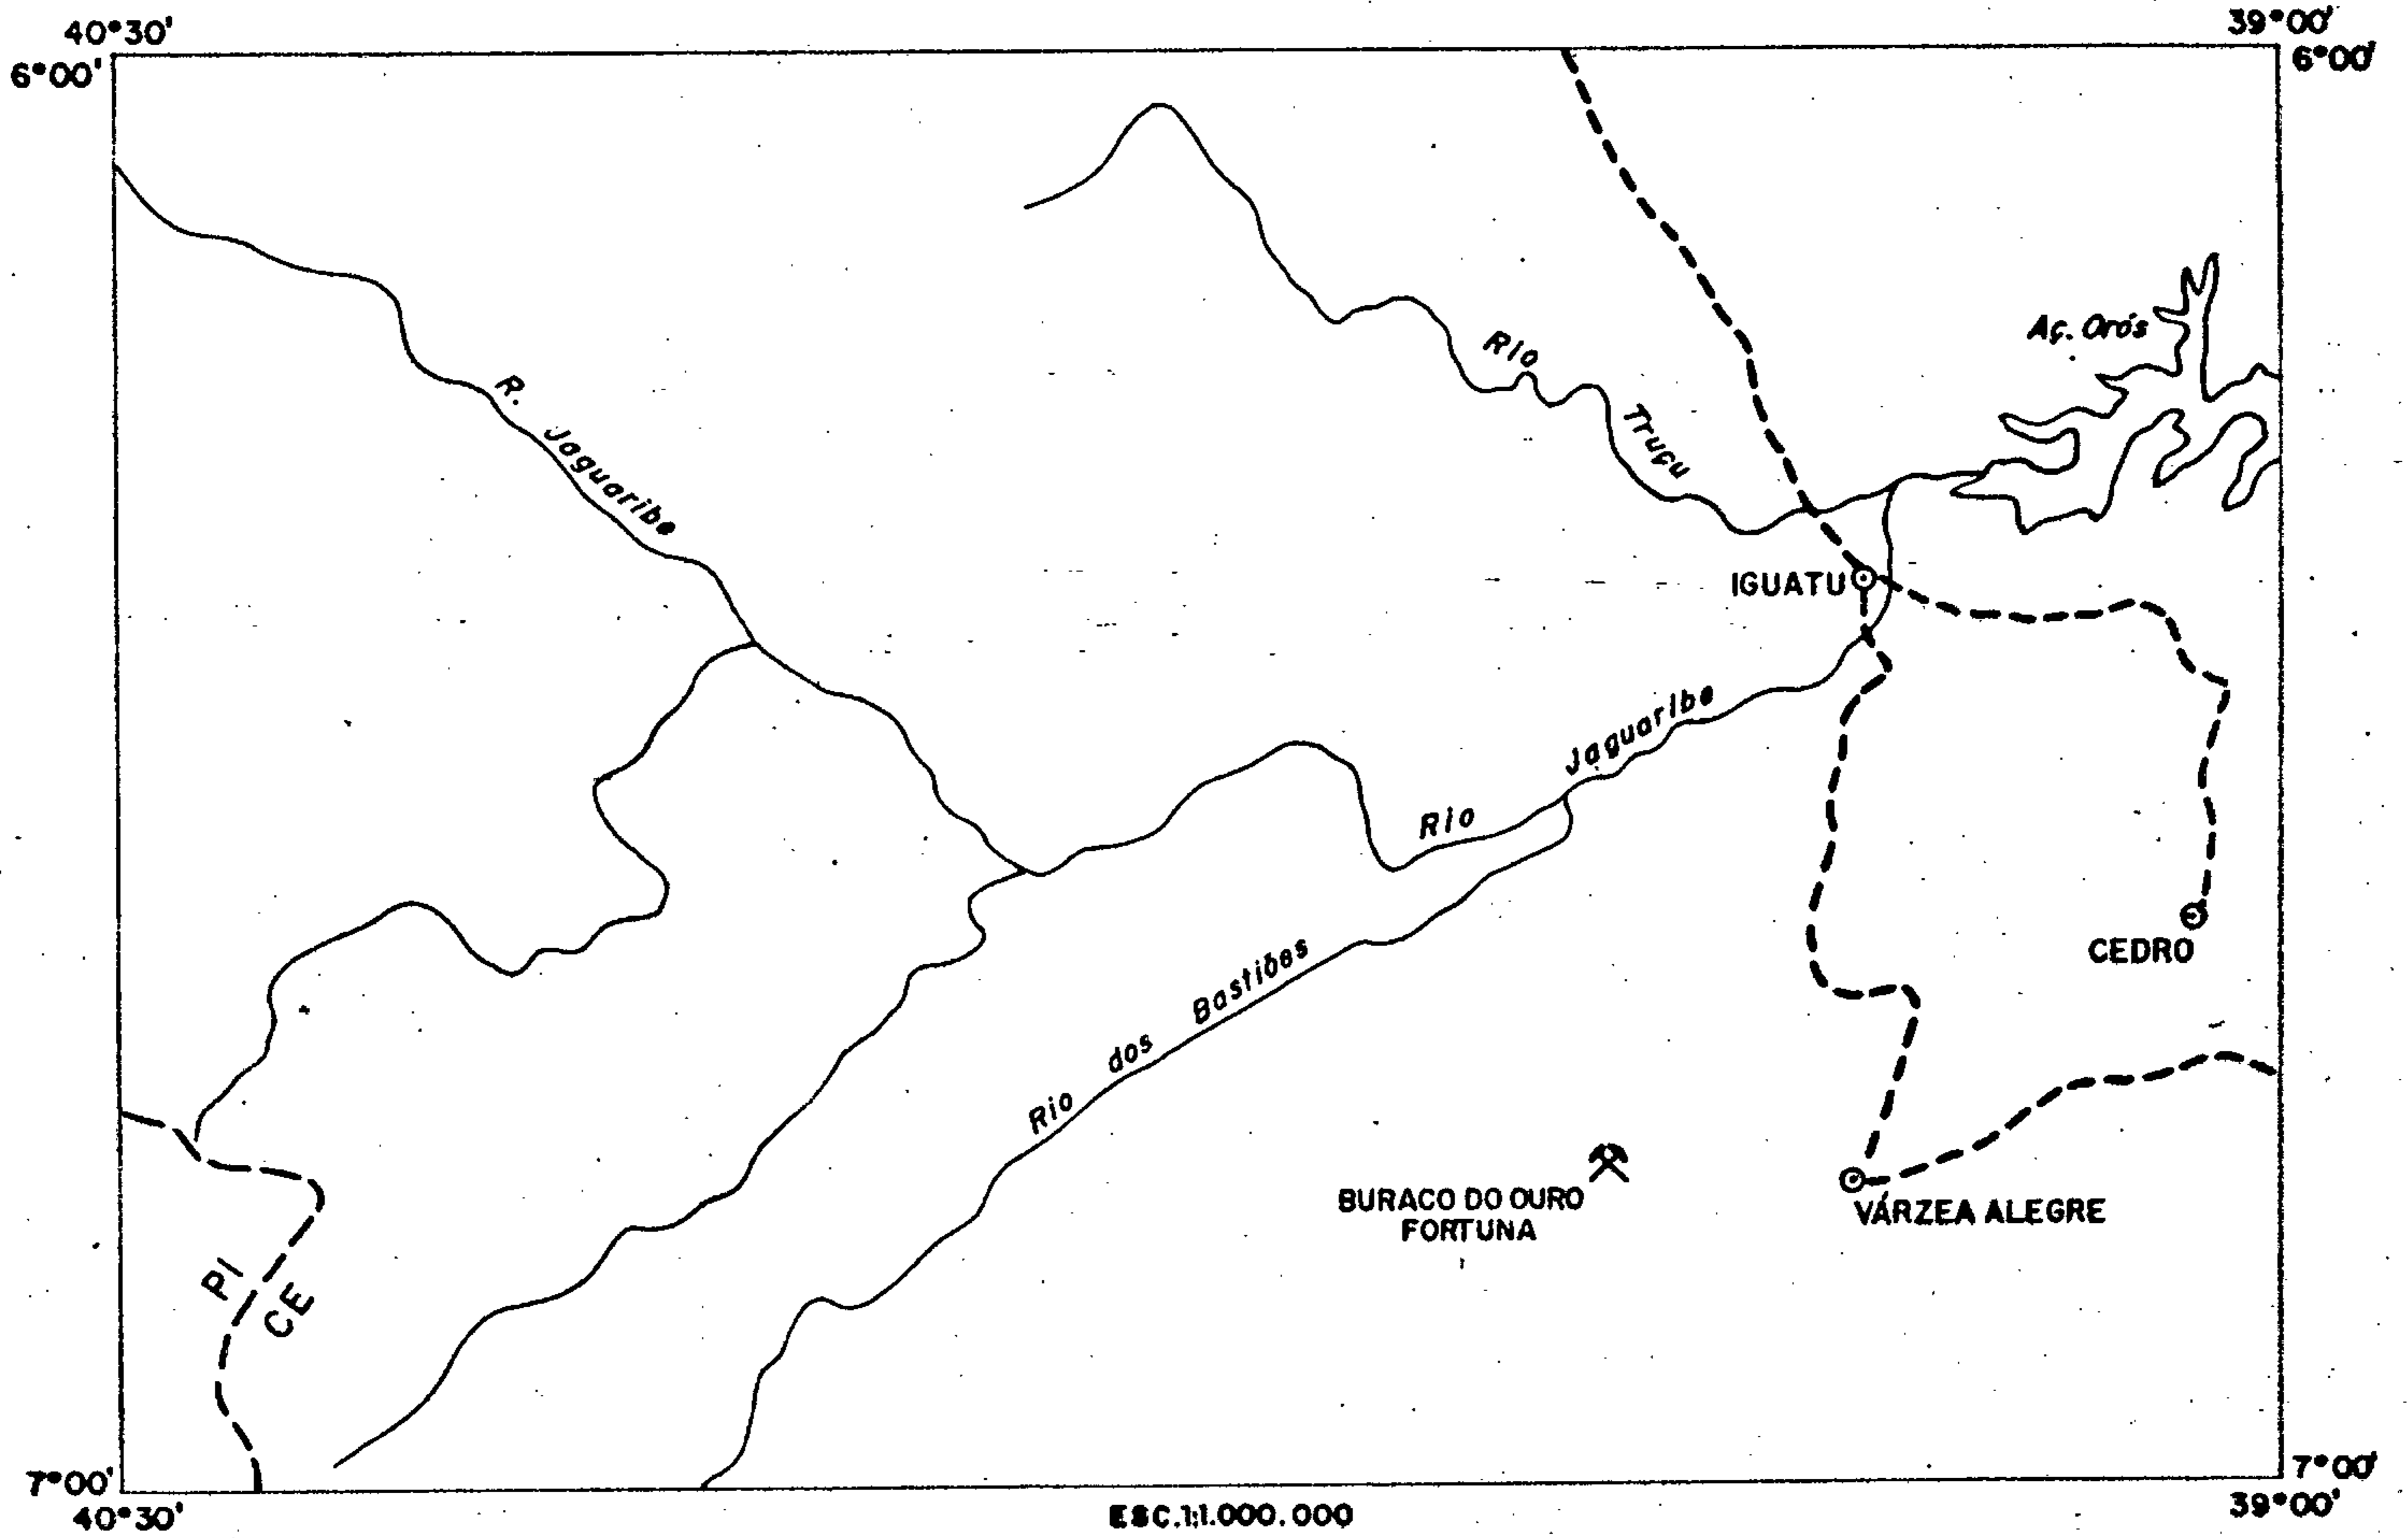 40°30'
39°00'
6°00'
6°00'
Aç. Orós
Rio
Truçu
R.
Jaguaribe
IGUATU
Jaguaribe
Rio
CEDRO
Bastiões
dos
Rio
BURACO DO OURO
FORTUNA
VÁRZEA ALEGRE
PI
CE
7°00'
7°00'
40°30'
39°00'
ESC.1:1.000.000